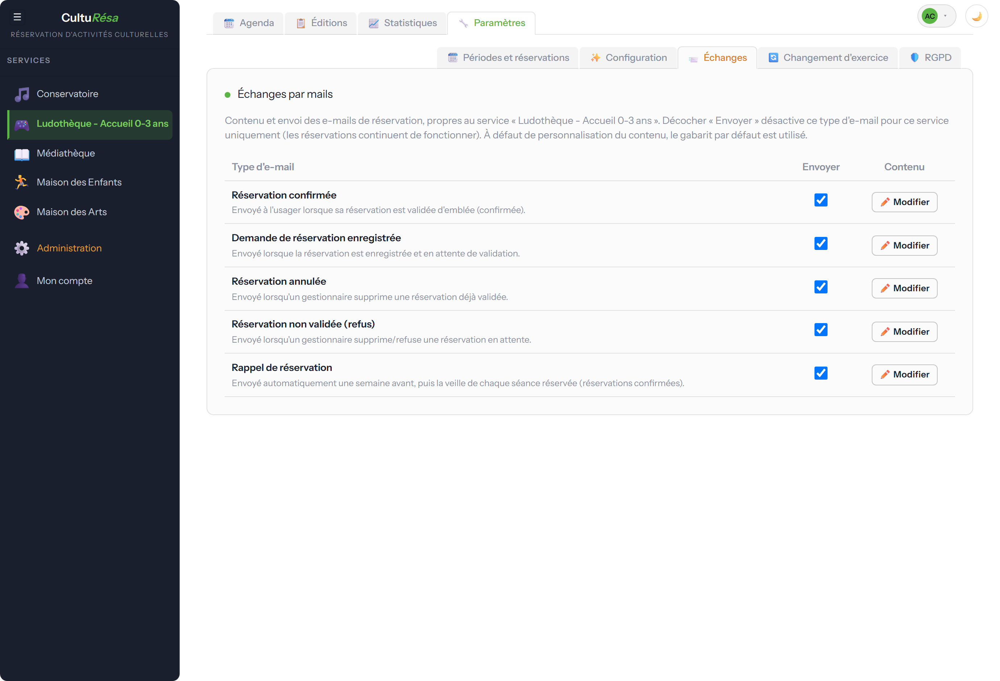 CultuRésa
RÉSERVATION D'ACTIVITÉS CULTURELLES
SERVICES
Conservatoire
Ludothèque - Accueil 0-3 ans
Médiathèque
Maison des Enfants
Maison des Arts
Administration
Mon compte
Agenda
Éditions
Statistiques
Paramètres
AC
Périodes et réservations
Configuration
Échanges
Changement d'exercice
RGPD
Échanges par mails
Contenu et envoi des e-mails de réservation, propres au service « Ludothèque - Accueil 0-3 ans ». Décocher « Envoyer » désactive ce type d'e-mail pour ce service
uniquement (les réservations continuent de fonctionner). À défaut de personnalisation du contenu, le gabarit par défaut est utilisé.
Type d'e-mail Envoyer Contenu
Réservation confirmée
Envoyé à l'usager lorsque sa réservation est validée d'emblée (confirmée).
Modifier
Demande de réservation enregistrée
Envoyé lorsque la réservation est enregistrée et en attente de validation.
Modifier
Réservation annulée
Envoyé lorsqu'un gestionnaire supprime une réservation déjà validée.
Modifier
Réservation non validée (refus)
Envoyé lorsqu'un gestionnaire supprime/refuse une réservation en attente.
Modifier
Rappel de réservation
Envoyé automatiquement une semaine avant, puis la veille de chaque séance réservée (réservations confirmées).
Modifier